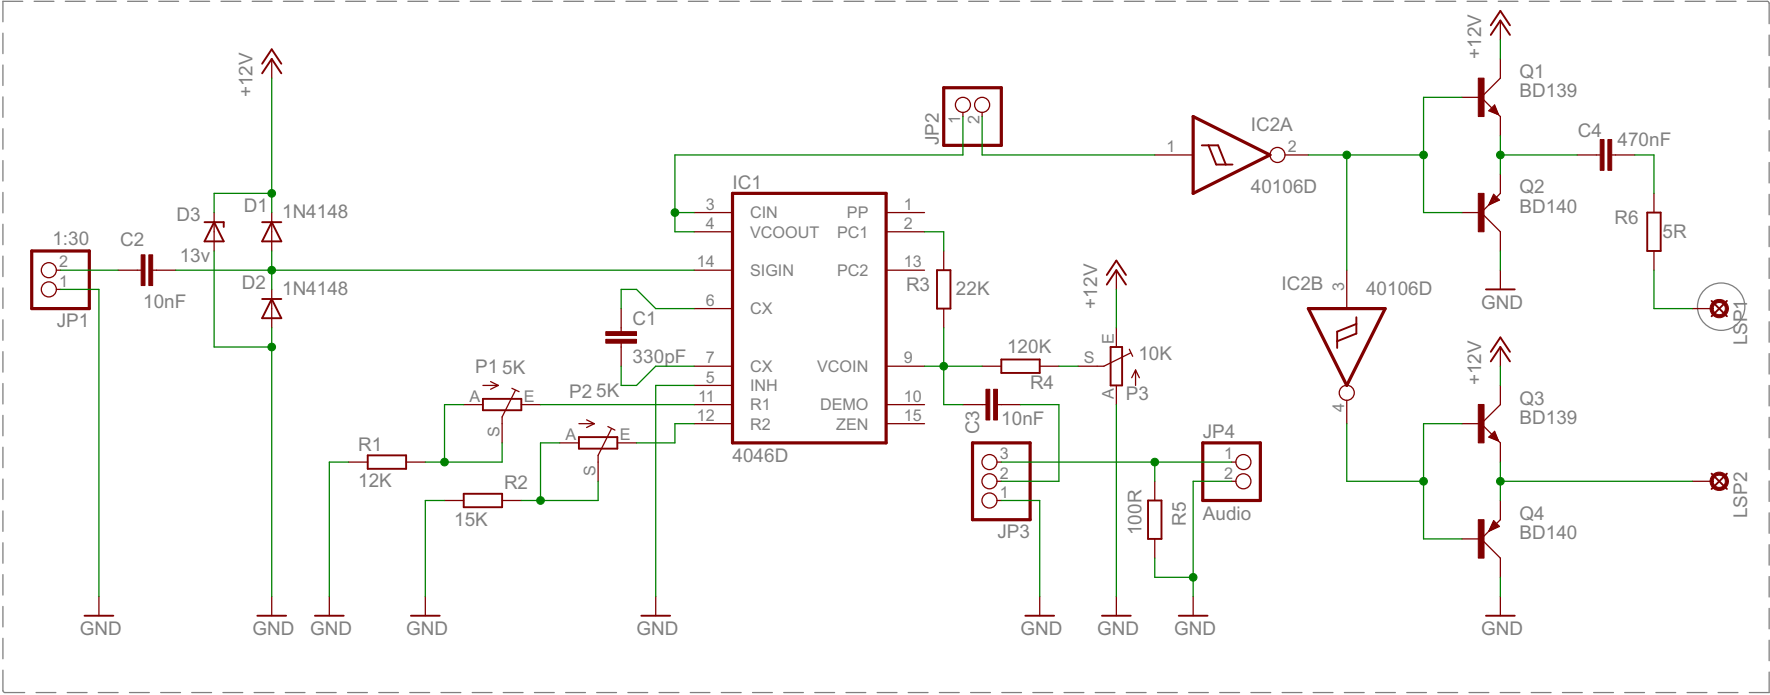 +12V
D3
13v
D1
1N4148
D2
1N4148
1:30
2
1
JP1
C2
10nF
GND
GND
GND
GND
GND
R1
12K
P1 5K
A
E
S
R2
15K
P2 5K
A
E
S
C1
330pF
IC1
4046D
3
CIN
4
VCOOUT
14
SIGIN
6
CX
7
CX
5
INH
11
R1
12
R2
PP
1
PC1
2
PC2
13
VCOIN
9
DEMO
10
ZEN
15
R3
22K
120K
R4
C3
10nF
+12V
E
S
A
10K
P3
JP2
1
2
3
2
1
JP3
GND
GND
GND
100R
R5
JP4
1
2
Audio
1
IC2A
2
40106D
IC2B
3
40106D
4
+12V
Q1
BD139
Q2
BD140
GND
C4
470nF
R6
5R
LSP1
+12V
Q3
BD139
Q4
BD140
GND
LSP2